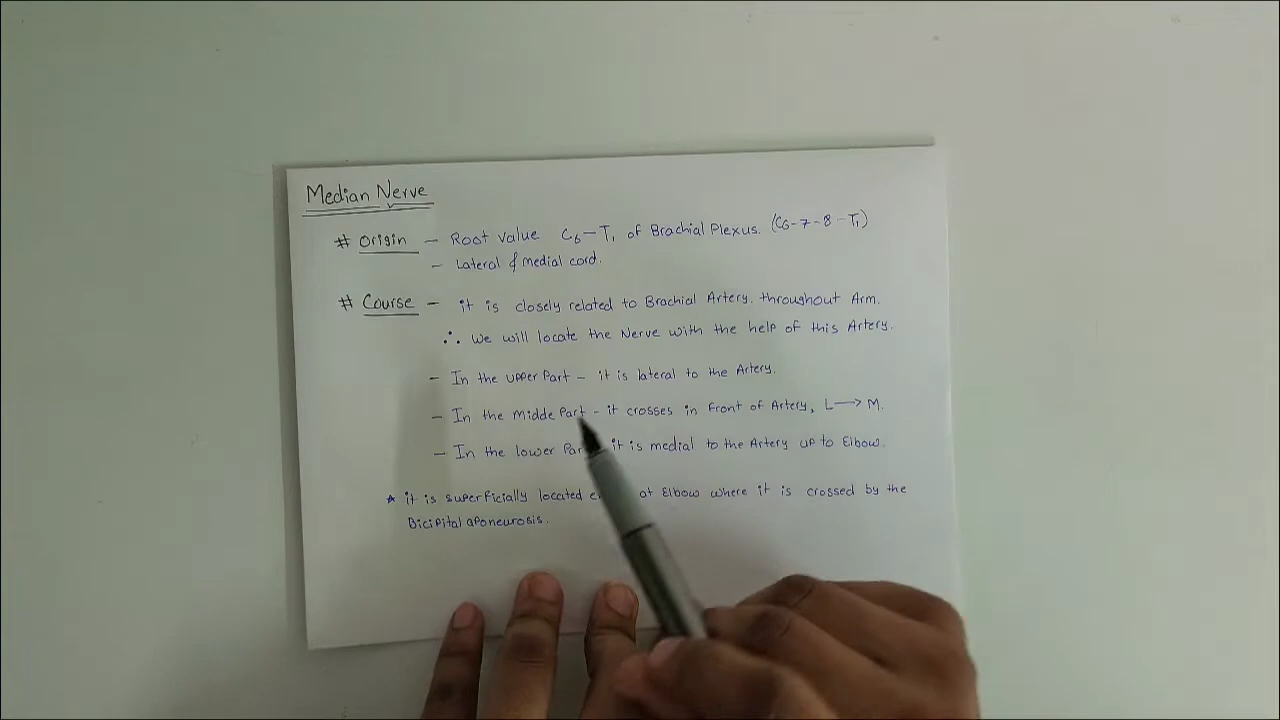 Median Nerve
# Origin - Root value C6-T1 of Brachial Plexus. (C6-7-8-T1)
- Lateral & medial cord.
# Course - it is closely related to Brachial Artery. throughout Arm.
∴ We will locate the Nerve with the help of this Artery.
- In the upper Part - it is lateral to the Artery.
- In the midde Part - it crosses in Front of Artery, L → M.
- In the lower it is medial to the Artery up to Elbow.
* it is superficially located at Elbow where it is crossed by the
Bicipital aponeurosis.